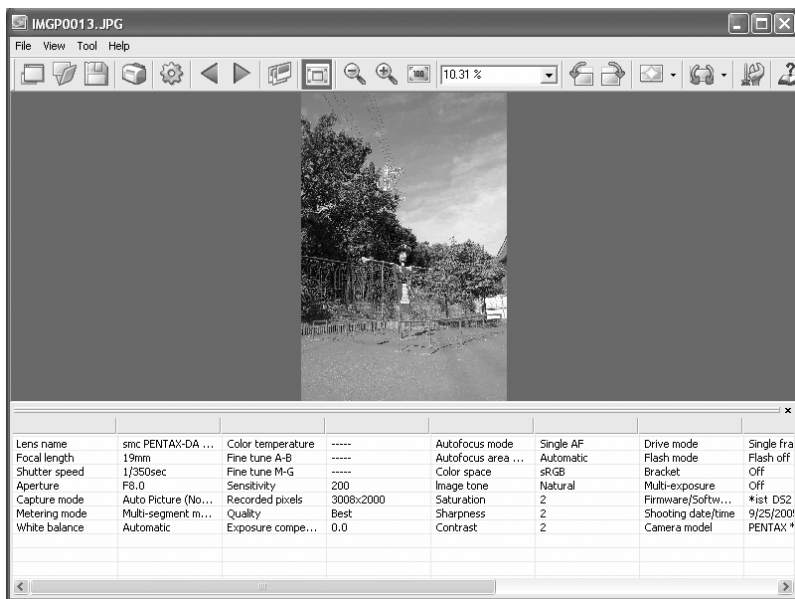 IMGP0013.JPG
File View Tool Help
100 10.31 %
Lens name smc PENTAX-DA ... Color temperature ----- Autofocus mode Single AF Drive mode Single fra
Focal length 19mm Fine tune A-B ----- Autofocus area ... Automatic Flash mode Flash off
Shutter speed 1/350sec Fine tune M-G ----- Color space sRGB Bracket Off
Aperture F8.0 Sensitivity 200 Image tone Natural Multi-exposure Off
Capture mode Auto Picture (No... Recorded pixels 3008x2000 Saturation 2 Firmware/Softw... *ist DS2
Metering mode Multi-segment m... Quality Best Sharpness 2 Shooting date/time 9/25/2005
White balance Automatic Exposure compe... 0.0 Contrast 2 Camera model PENTAX *